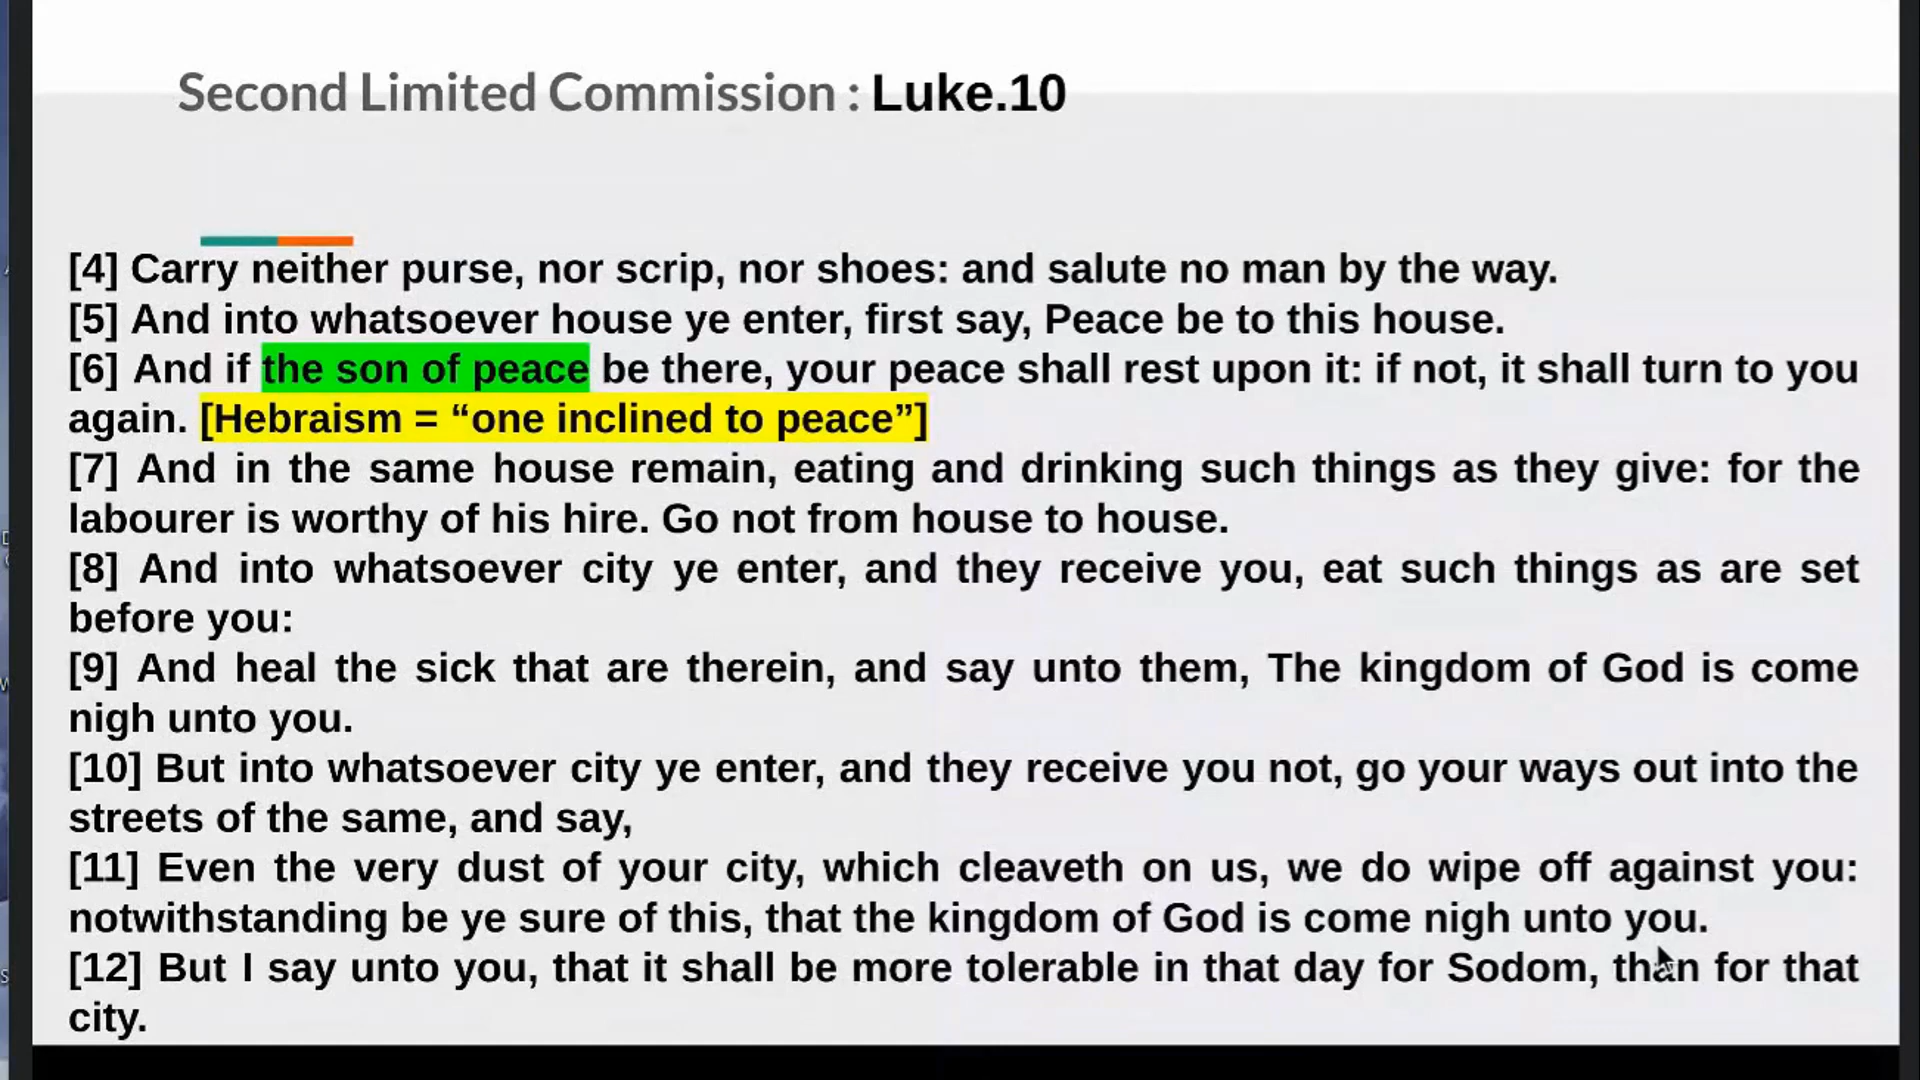 Second Limited Commission : Luke.10
[4] Carry neither purse, nor scrip, nor shoes: and salute no man by the way.
[5] And into whatsoever house ye enter, first say, Peace be to this house.
[6] And if the son of peace be there, your peace shall rest upon it: if not, it shall turn to you
again. [Hebraism = “one inclined to peace”]
[7] And in the same house remain, eating and drinking such things as they give: for the
labourer is worthy of his hire. Go not from house to house.
[8] And into whatsoever city ye enter, and they receive you, eat such things as are set
before you:
[9] And heal the sick that are therein, and say unto them, The kingdom of God is come
nigh unto you.
[10] But into whatsoever city ye enter, and they receive you not, go your ways out into the
streets of the same, and say,
[11] Even the very dust of your city, which cleaveth on us, we do wipe off against you:
notwithstanding be ye sure of this, that the kingdom of God is come nigh unto you.
[12] But I say unto you, that it shall be more tolerable in that day for Sodom, than for that
city.